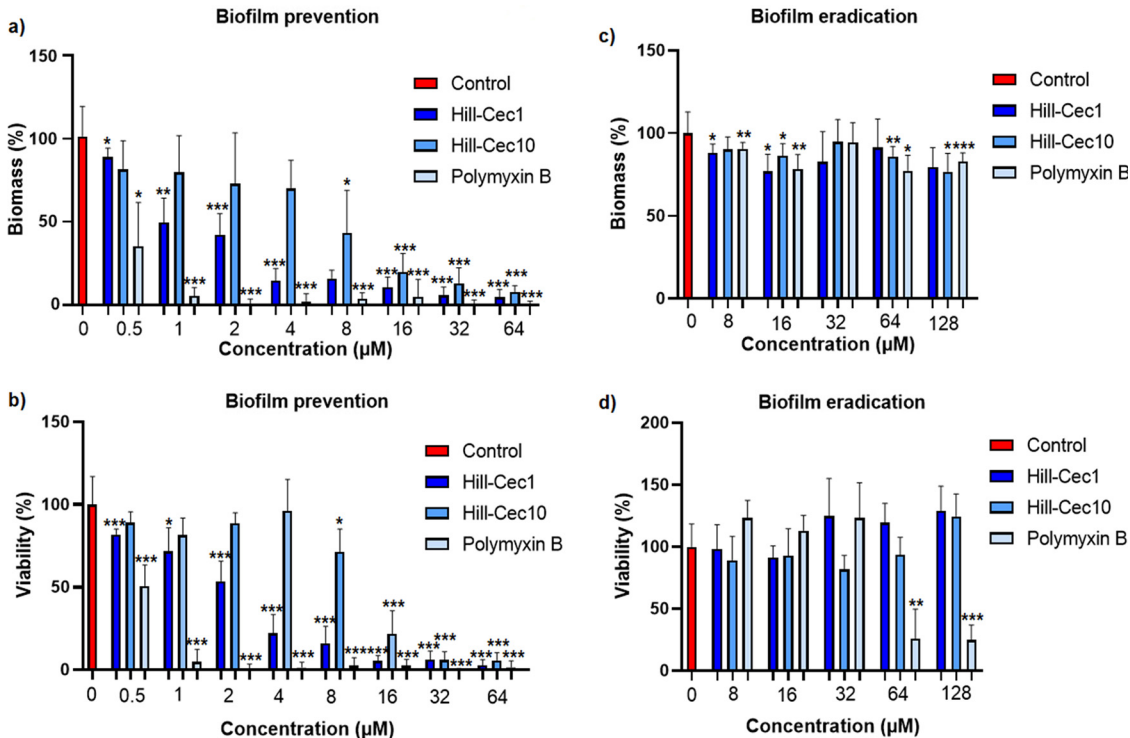 a)
Biofilm prevention
150
100
50
0
Biomass (%)
Control
Hill-Cec1
Hill-Cec10
Polymyxin B
* * ** *** *** *** *** *** * *** *** *** *** *** *** *** *** *** ***
0 0.5 1 2 4 8 16 32 64
Concentration (µM)
c)
Biofilm eradication
150
100
50
0
Biomass (%)
Control
Hill-Cec1
Hill-Cec10
Polymyxin B
* ** * * ** ** * ****
0 8 16 32 64 128
Concentration (µM)
b)
Biofilm prevention
150
100
50
0
Viability (%)
Control
Hill-Cec1
Hill-Cec10
Polymyxin B
*** *** * *** *** *** *** *** *** * *** *** *** *** *** *** *** *** *** ***
0 0.5 1 2 4 8 16 32 64
Concentration (µM)
d)
Biofilm eradication
200
150
100
50
0
Viability (%)
Control
Hill-Cec1
Hill-Cec10
Polymyxin B
** ***
0 8 16 32 64 128
Concentration (µM)